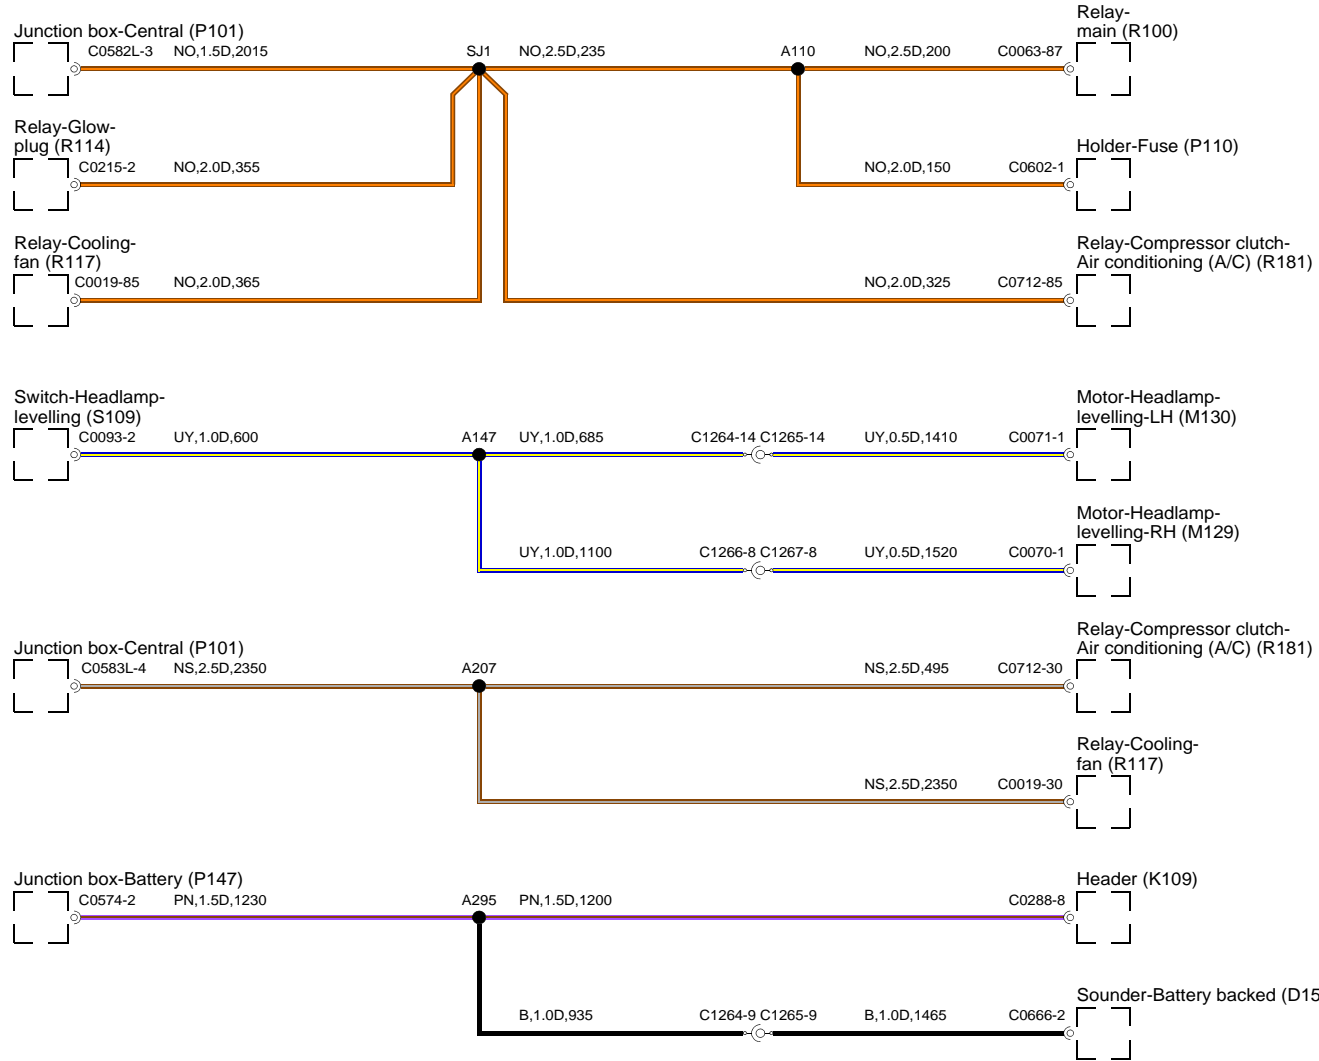 Relay-
main (R100)
Junction box-Central (P101)
C0582L-3 NO,1.5D,2015 SJ1 NO,2.5D,235 A110 NO,2.5D,200 C0063-87
Relay-Glow-
plug (R114)
Holder-Fuse (P110)
C0215-2 NO,2.0D,355 NO,2.0D,150 C0602-1
Relay-Cooling-
fan (R117)
Relay-Compressor clutch-
Air conditioning (A/C) (R181)
C0019-85 NO,2.0D,365 NO,2.0D,325 C0712-85
Switch-Headlamp-
levelling (S109)
Motor-Headlamp-
levelling-LH (M130)
C0093-2 UY,1.0D,600 A147 UY,1.0D,685 C1264-14 C1265-14 UY,0.5D,1410 C0071-1
Motor-Headlamp-
levelling-RH (M129)
UY,1.0D,1100 C1266-8 C1267-8 UY,0.5D,1520 C0070-1
Relay-Compressor clutch-
Air conditioning (A/C) (R181)
Junction box-Central (P101)
C0583L-4 NS,2.5D,2350 A207 NS,2.5D,495 C0712-30
Relay-Cooling-
fan (R117)
NS,2.5D,2350 C0019-30
Junction box-Battery (P147)
Header (K109)
C0574-2 PN,1.5D,1230 A295 PN,1.5D,1200 C0288-8
Sounder-Battery backed (D15
B,1.0D,935 C1264-9 C1265-9 B,1.0D,1465 C0666-2